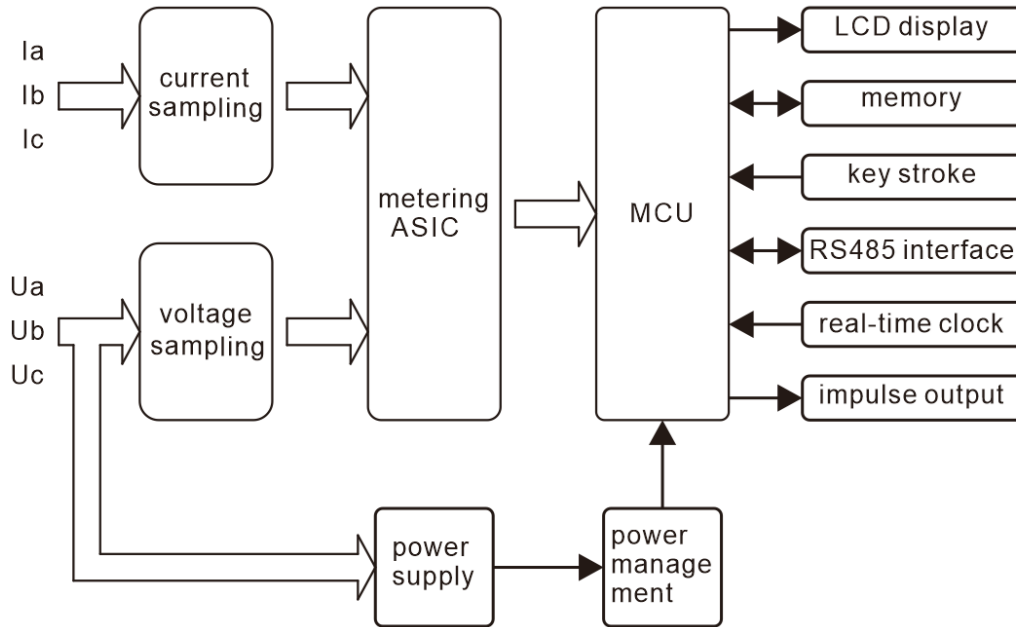 Ia
Ib
Ic
current
sampling
Ua
Ub
Uc
voltage
sampling
metering
ASIC
MCU
LCD display
memory
key stroke
RS485 interface
real-time clock
impulse output
power
supply
power
manage
ment